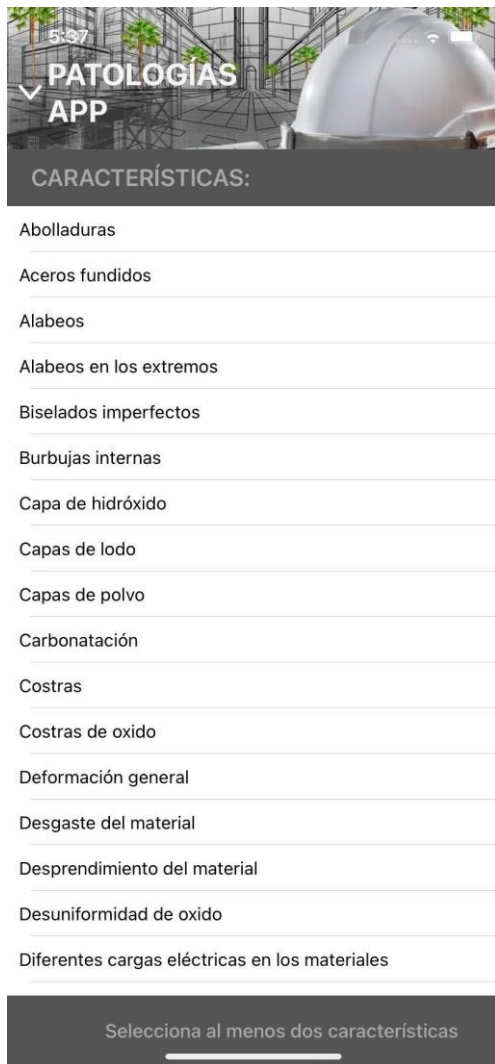 5:37
PATOLOGÍAS
APP
CARACTERÍSTICAS:
Abolladuras
Aceros fundidos
Alabeos
Alabeos en los extremos
Biselados imperfectos
Burbujas internas
Capa de hidróxido
Capas de lodo
Capas de polvo
Carbonatación
Costras
Costras de oxido
Deformación general
Desgaste del material
Desprendimiento del material
Desuniformidad de oxido
Diferentes cargas eléctricas en los materiales
Selecciona al menos dos características